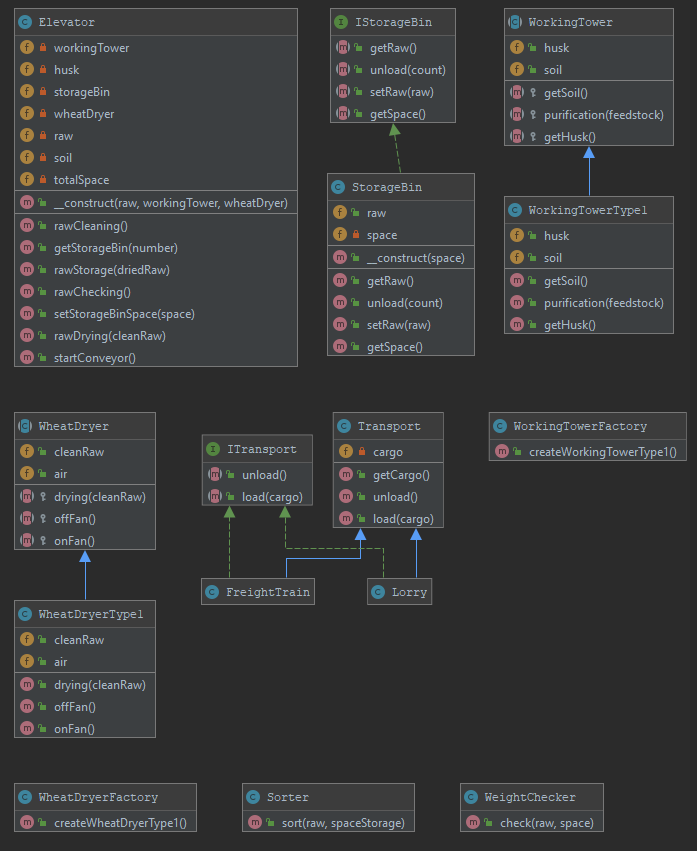 Elevator
workingTower
husk
storageBin
wheatDryer
raw
soil
totalSpace
__construct(raw, workingTower, wheatDryer)
rawCleaning()
getStorageBin(number)
rawStorage(driedRaw)
rawChecking()
setStorageBinSpace(space)
rawDrying(cleanRaw)
startConveyor()
IStorageBin
getRaw()
unload(count)
setRaw(raw)
getSpace()
StorageBin
raw
space
__construct(space)
getRaw()
unload(count)
setRaw(raw)
getSpace()
WorkingTower
husk
soil
getSoil()
purification(feedstock)
getHusk()
WorkingTowerType1
husk
soil
getSoil()
purification(feedstock)
getHusk()
WheatDryer
cleanRaw
air
drying(cleanRaw)
offFan()
onFan()
WheatDryerType1
cleanRaw
air
drying(cleanRaw)
offFan()
onFan()
ITransport
unload()
load(cargo)
Transport
cargo
getCargo()
unload()
load(cargo)
FreightTrain
Lorry
WorkingTowerFactory
createWorkingTowerType1()
WheatDryerFactory
createWheatDryerType1()
Sorter
sort(raw, spaceStorage)
WeightChecker
check(raw, space)